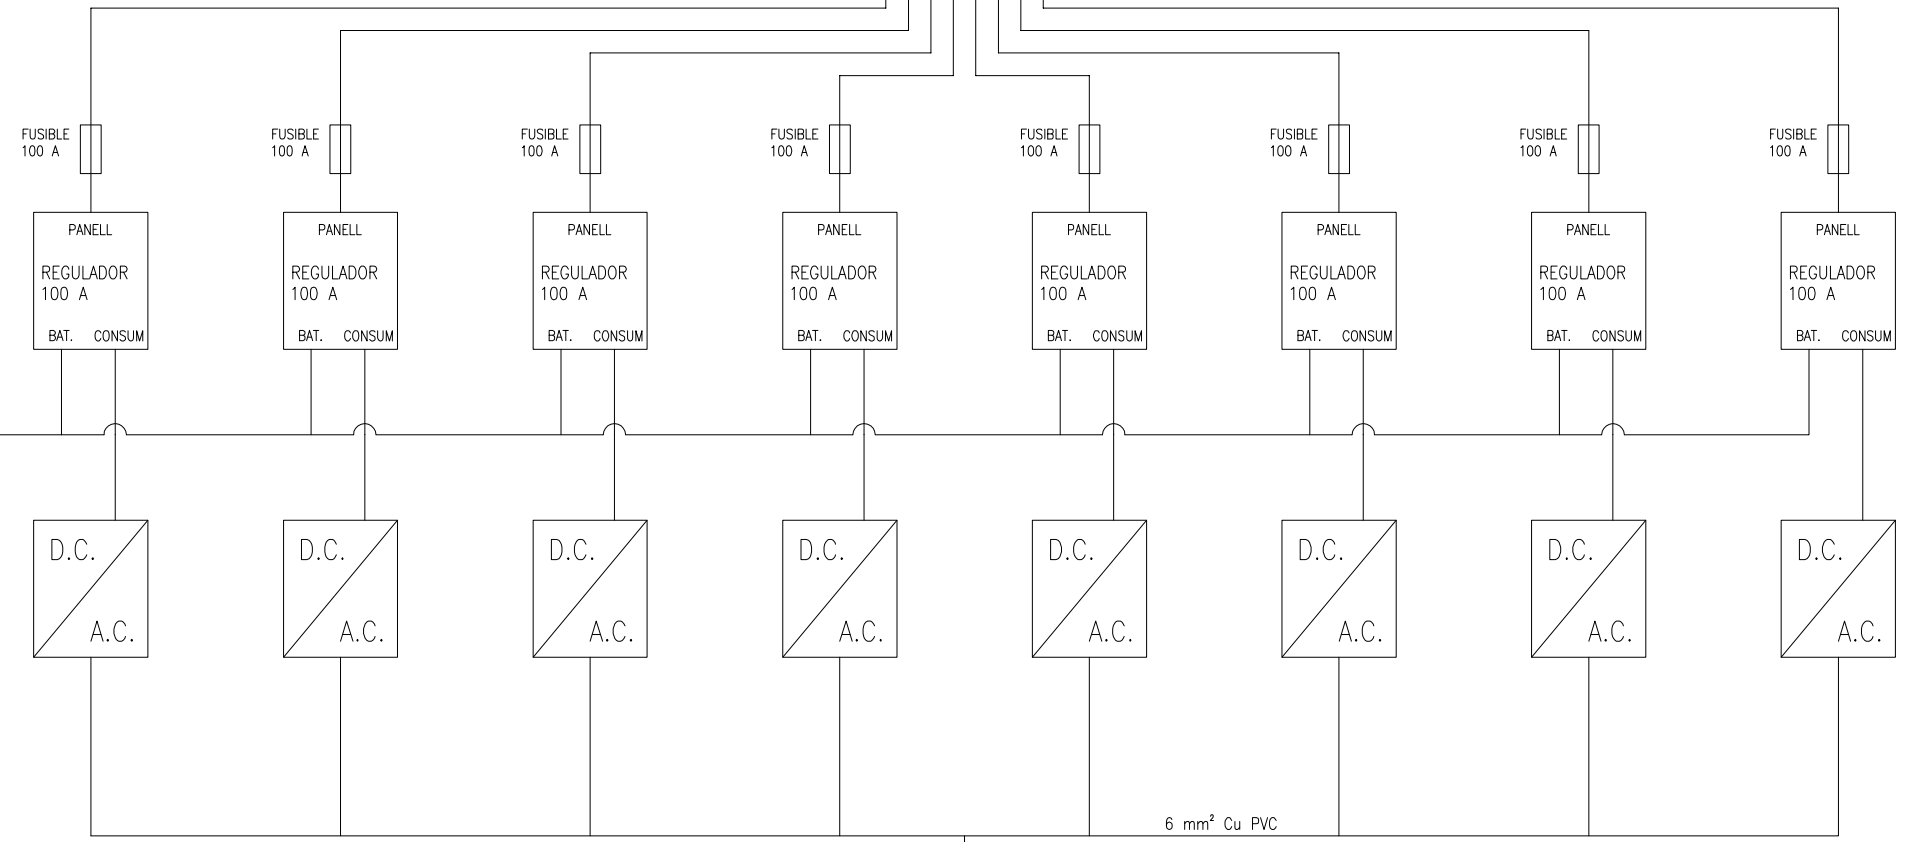 FUSIBLE
100 A
FUSIBLE
100 A
FUSIBLE
100 A
FUSIBLE
100 A
FUSIBLE
100 A
FUSIBLE
100 A
FUSIBLE
100 A
FUSIBLE
100 A
PANELL
REGULADOR
100 A
BAT. CONSUM
PANELL
REGULADOR
100 A
BAT. CONSUM
PANELL
REGULADOR
100 A
BAT. CONSUM
PANELL
REGULADOR
100 A
BAT. CONSUM
PANELL
REGULADOR
100 A
BAT. CONSUM
PANELL
REGULADOR
100 A
BAT. CONSUM
PANELL
REGULADOR
100 A
BAT. CONSUM
PANELL
REGULADOR
100 A
BAT. CONSUM
D.C.
A.C.
D.C.
A.C.
D.C.
A.C.
D.C.
A.C.
D.C.
A.C.
D.C.
A.C.
D.C.
A.C.
D.C.
A.C.
6 mm² Cu PVC